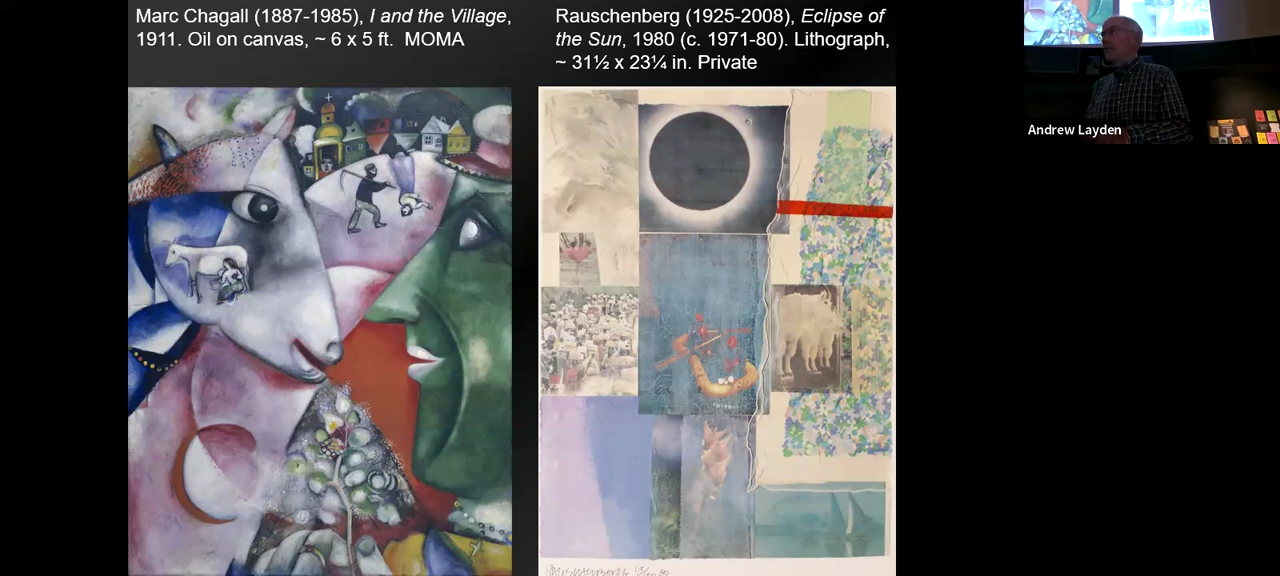 Marc Chagall (1887-1985), I and the Village,
1911. Oil on canvas, ~ 6 x 5 ft. MOMA
Rauschenberg (1925-2008), Eclipse of
the Sun, 1980 (c. 1971-80). Lithograph,
~ 31½ x 23¼ in. Private
Andrew Layden